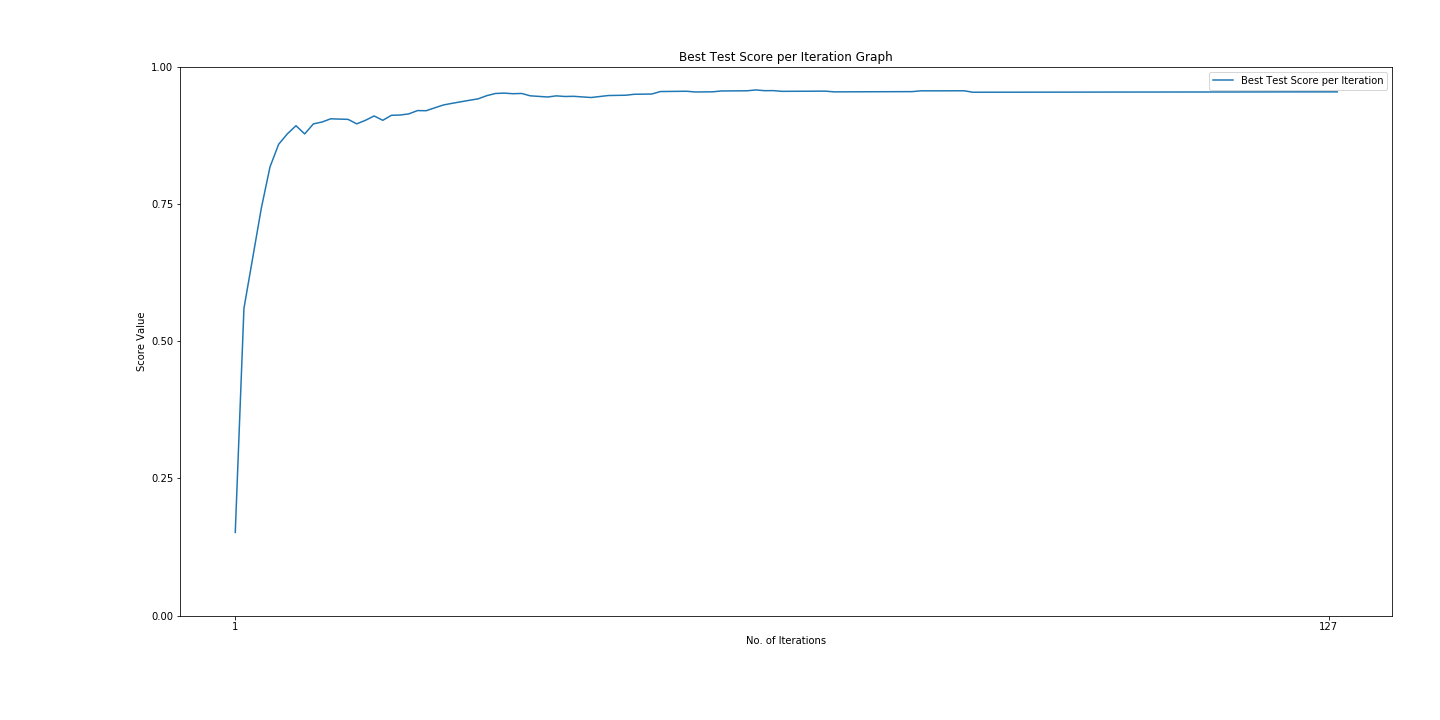 Best Test Score per Iteration Graph
1.00
Best Test Score per Iteration
0.75
0.50
Score Value
0.25
0.00
1
127
No. of Iterations